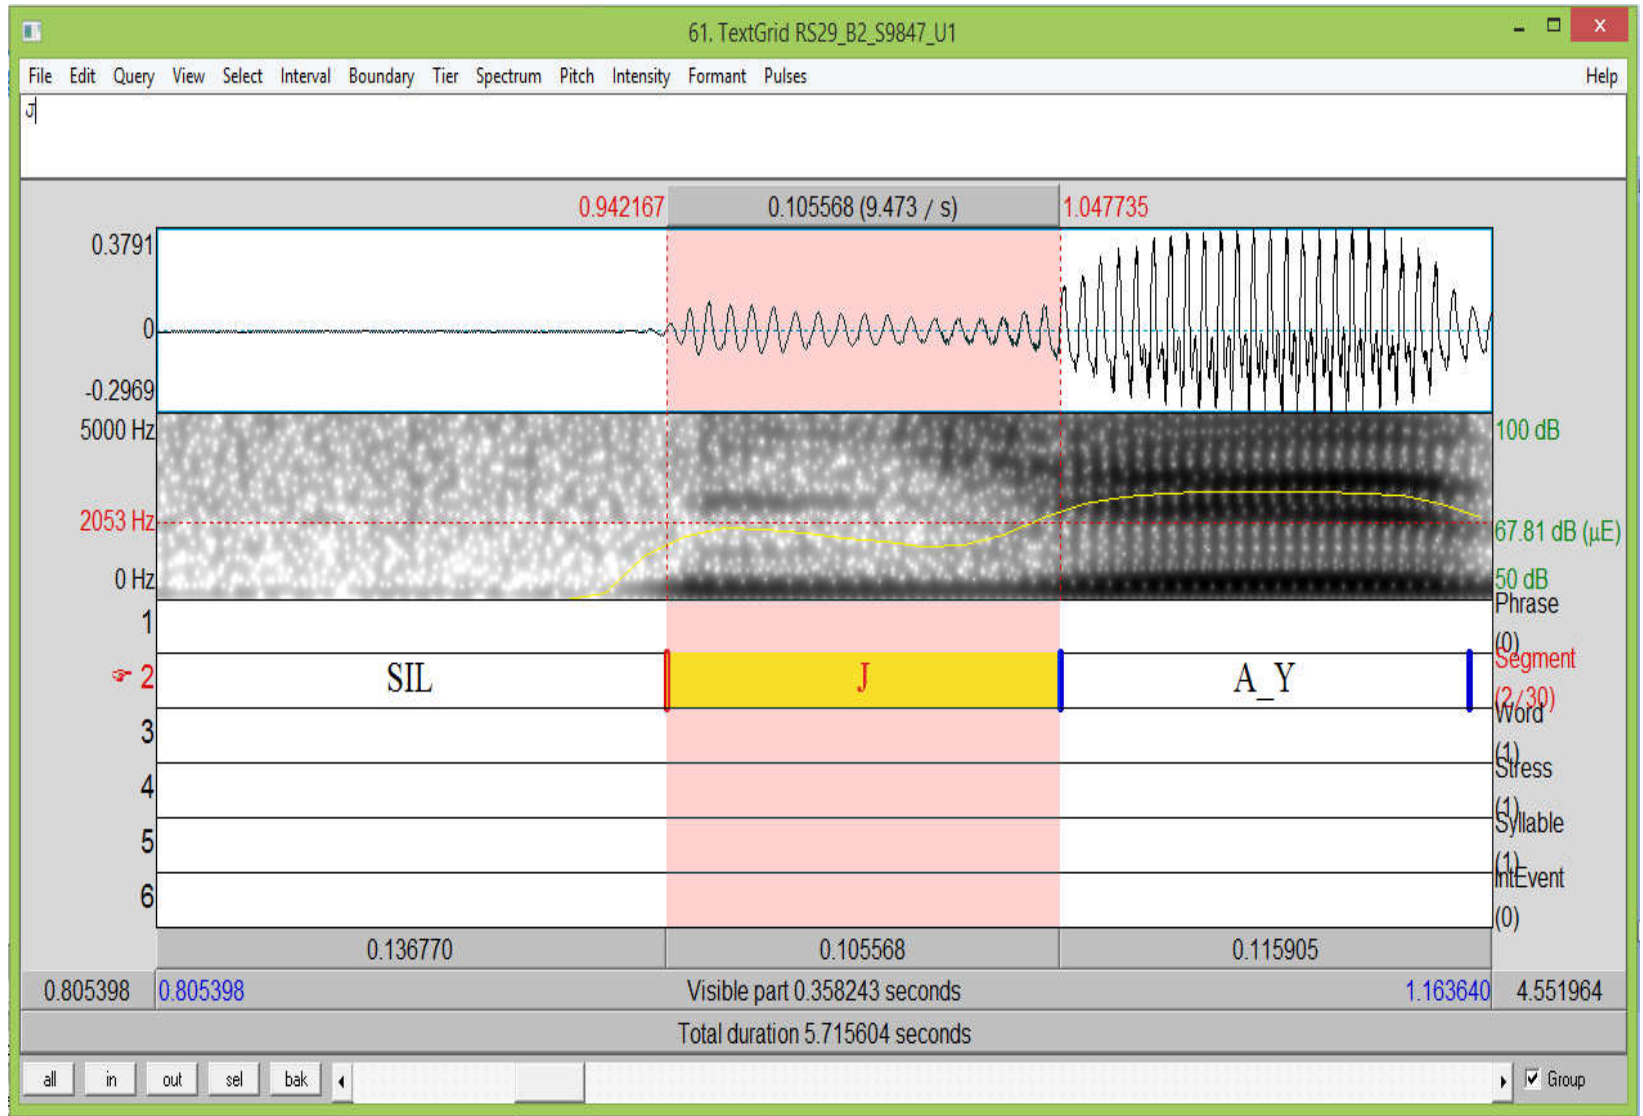 61. TextGrid RS29_B2_S9847_U1
X
File Edit Query View Select Interval Boundary Tier Spectrum Pitch Intensity Formant Pulses Help
J
0.942167 0.105568 (9.473 / s) 1.047735
0.3791
0
-0.2969
5000 Hz 100 dB
2053 Hz 67.81 dB (µE)
0 Hz 50 dB
1 Phrase
(0)
2 SIL J A_Y Segment
(2/30)
3 Word
(1)
4 Stress
(1)
5 Syllable
(1)
6 IntEvent
(0)
0.136770 0.105568 0.115905
0.805398 0.805398 Visible part 0.358243 seconds 1.163640 4.551964
Total duration 5.715604 seconds
all in out sel bak Group